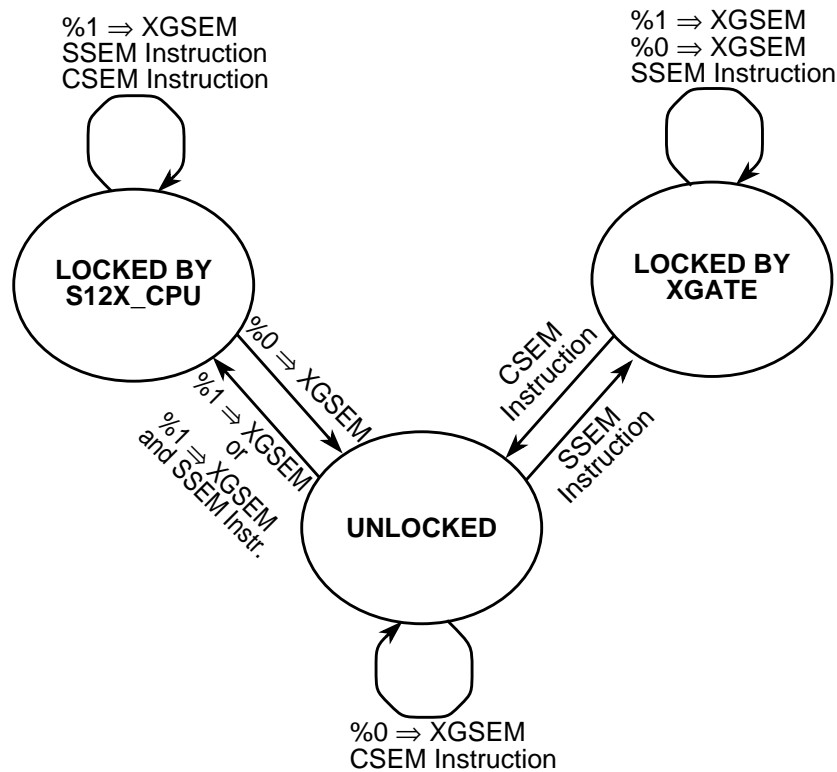 %1 ⇒ XGSEM
SSEM Instruction
CSEM Instruction
%1 ⇒ XGSEM
%0 ⇒ XGSEM
SSEM Instruction
LOCKED BY
S12X_CPU
LOCKED BY
XGATE
%0 ⇒ XGSEM
%1 ⇒ XGSEM
or
%1 ⇒ XGSEM
and SSEM Instr.
CSEM
Instruction
SSEM
Instruction
UNLOCKED
%0 ⇒ XGSEM
CSEM Instruction